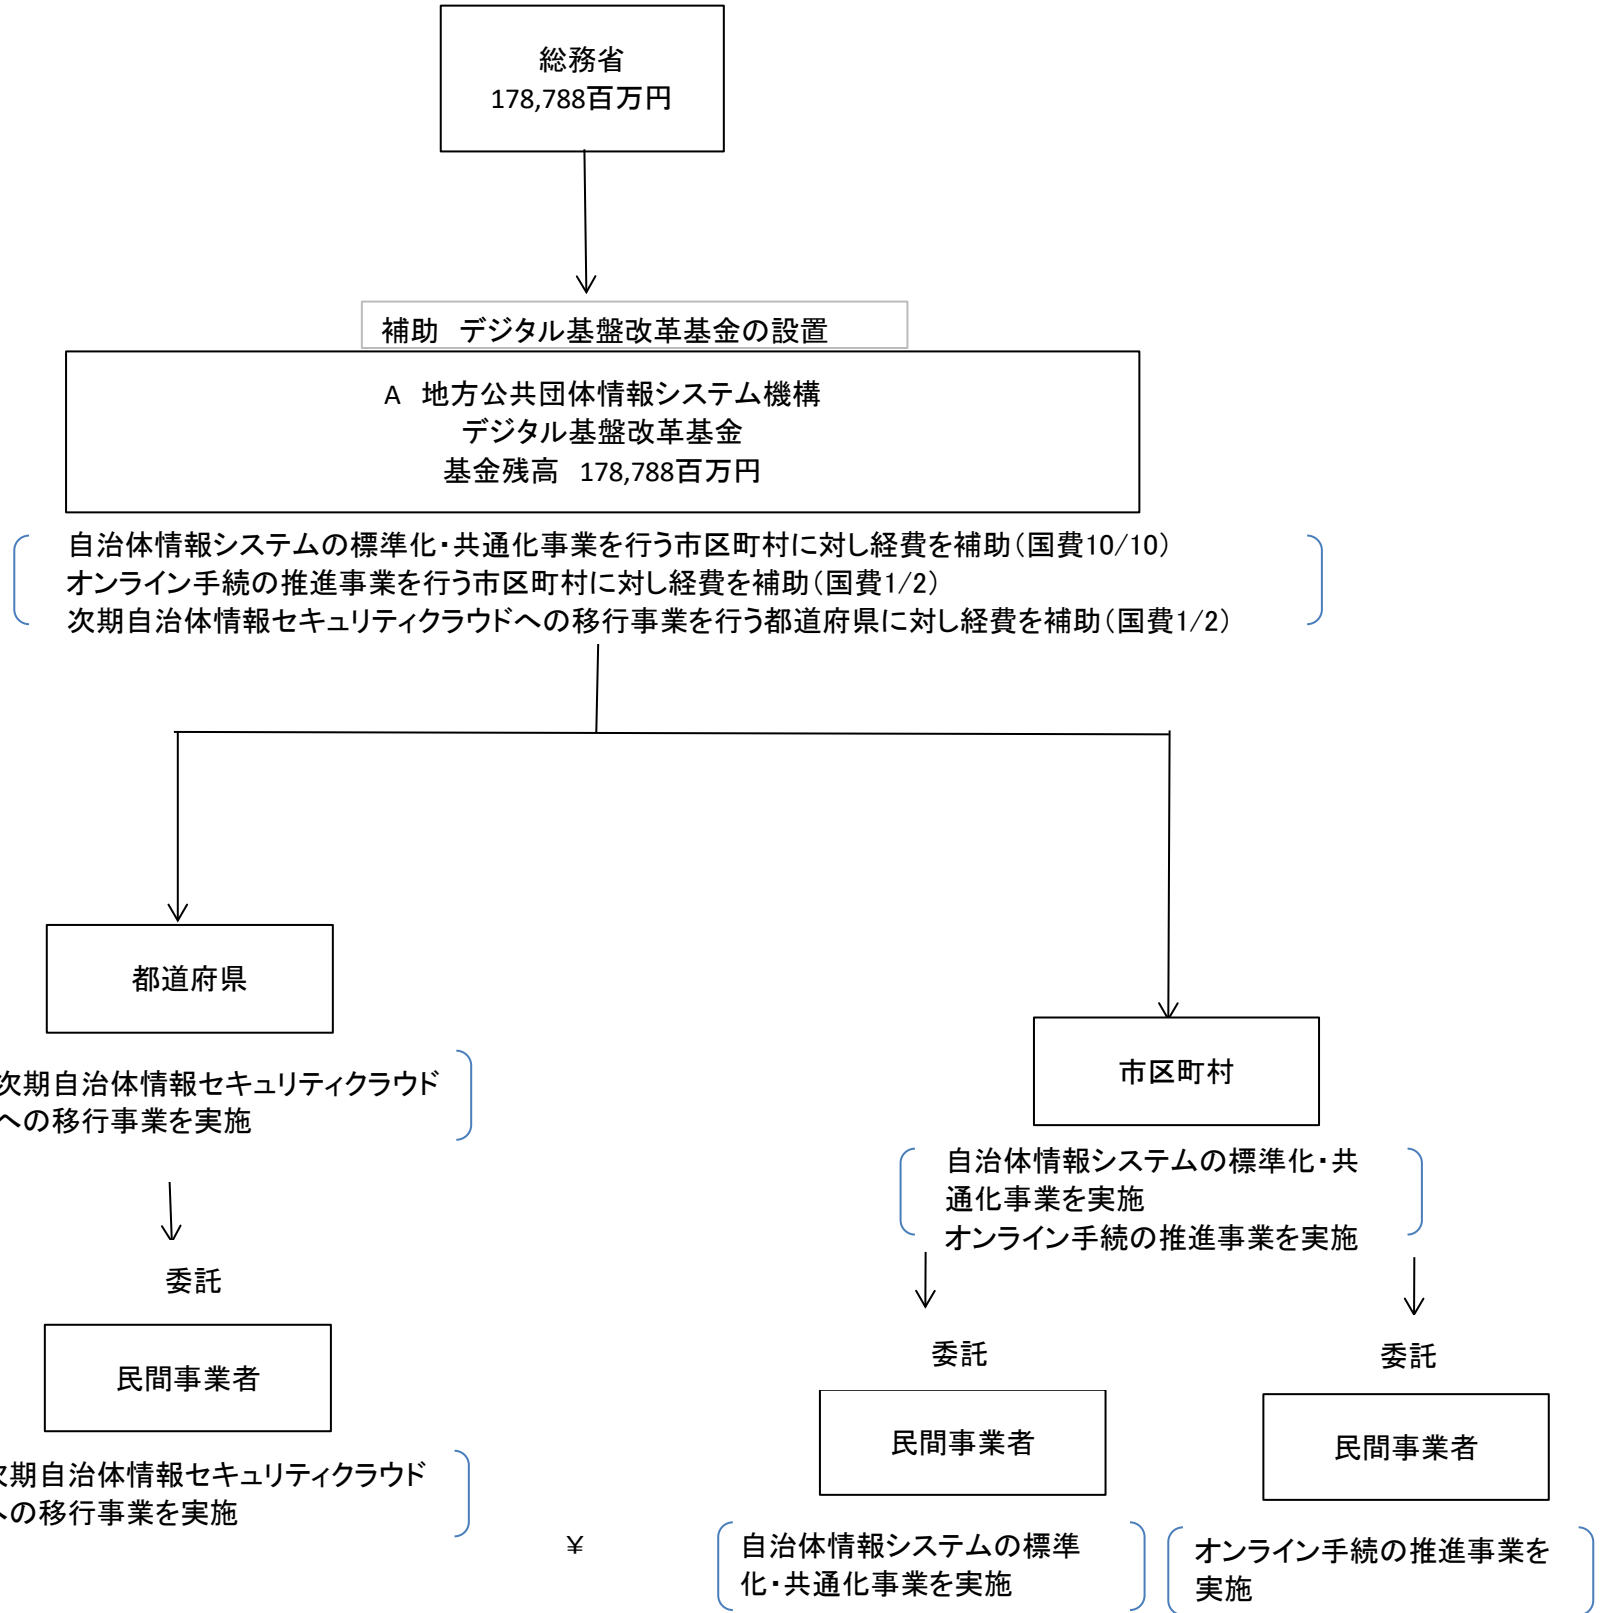 総務省
178,788百万円
補助　デジタル基盤改革基金の設置
A　地方公共団体情報システム機構
デジタル基盤改革基金
基金残高　178,788百万円
自治体情報システムの標準化・共通化事業を行う市区町村に対し経費を補助（国費10/10）
オンライン手続の推進事業を行う市区町村に対し経費を補助（国費1/2）
次期自治体情報セキュリティクラウドへの移行事業を行う都道府県に対し経費を補助（国費1/2）
都道府県
次期自治体情報セキュリティクラウド
への移行事業を実施
委託
民間事業者
次期自治体情報セキュリティクラウド
への移行事業を実施
￥
市区町村
自治体情報システムの標準化・共
通化事業を実施
オンライン手続の推進事業を実施
委託
民間事業者
自治体情報システムの標準
化・共通化事業を実施
委託
民間事業者
オンライン手続の推進事業を
実施